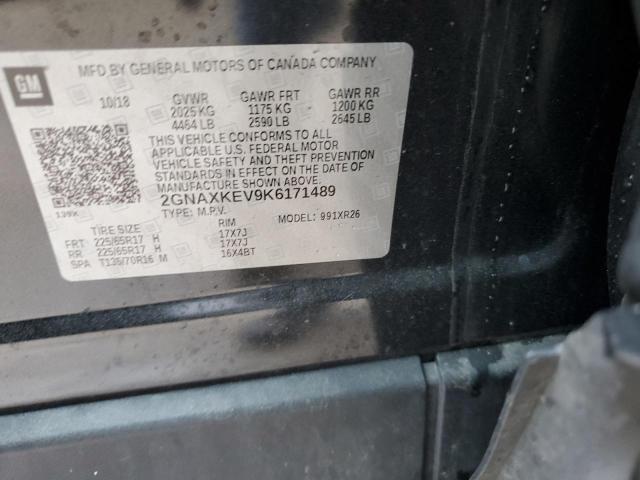 GM
MFD BY GENERAL MOTORS OF CANADA COMPANY
10/18 GVWR GAWR FRT GAWR RR
2025 KG 1175 KG 1200 KG
4464 LB 2590 LB 2645 LB
THIS VEHICLE CONFORMS TO ALL
APPLICABLE U.S. FEDERAL MOTOR
VEHICLE SAFETY AND THEFT PREVENTION
STANDARDS IN EFFECT ON THE DATE OF
MANUFACTURE SHOWN ABOVE.
2GNAXKEV9K6171489
TYPE: M.P.V. MODEL: 991XR26
TIRE SIZE RIM
FRT 225/65R17 H 17X7J
RR 225/65R17 H 17X7J
SPA T135/70R16 M 16X4BT